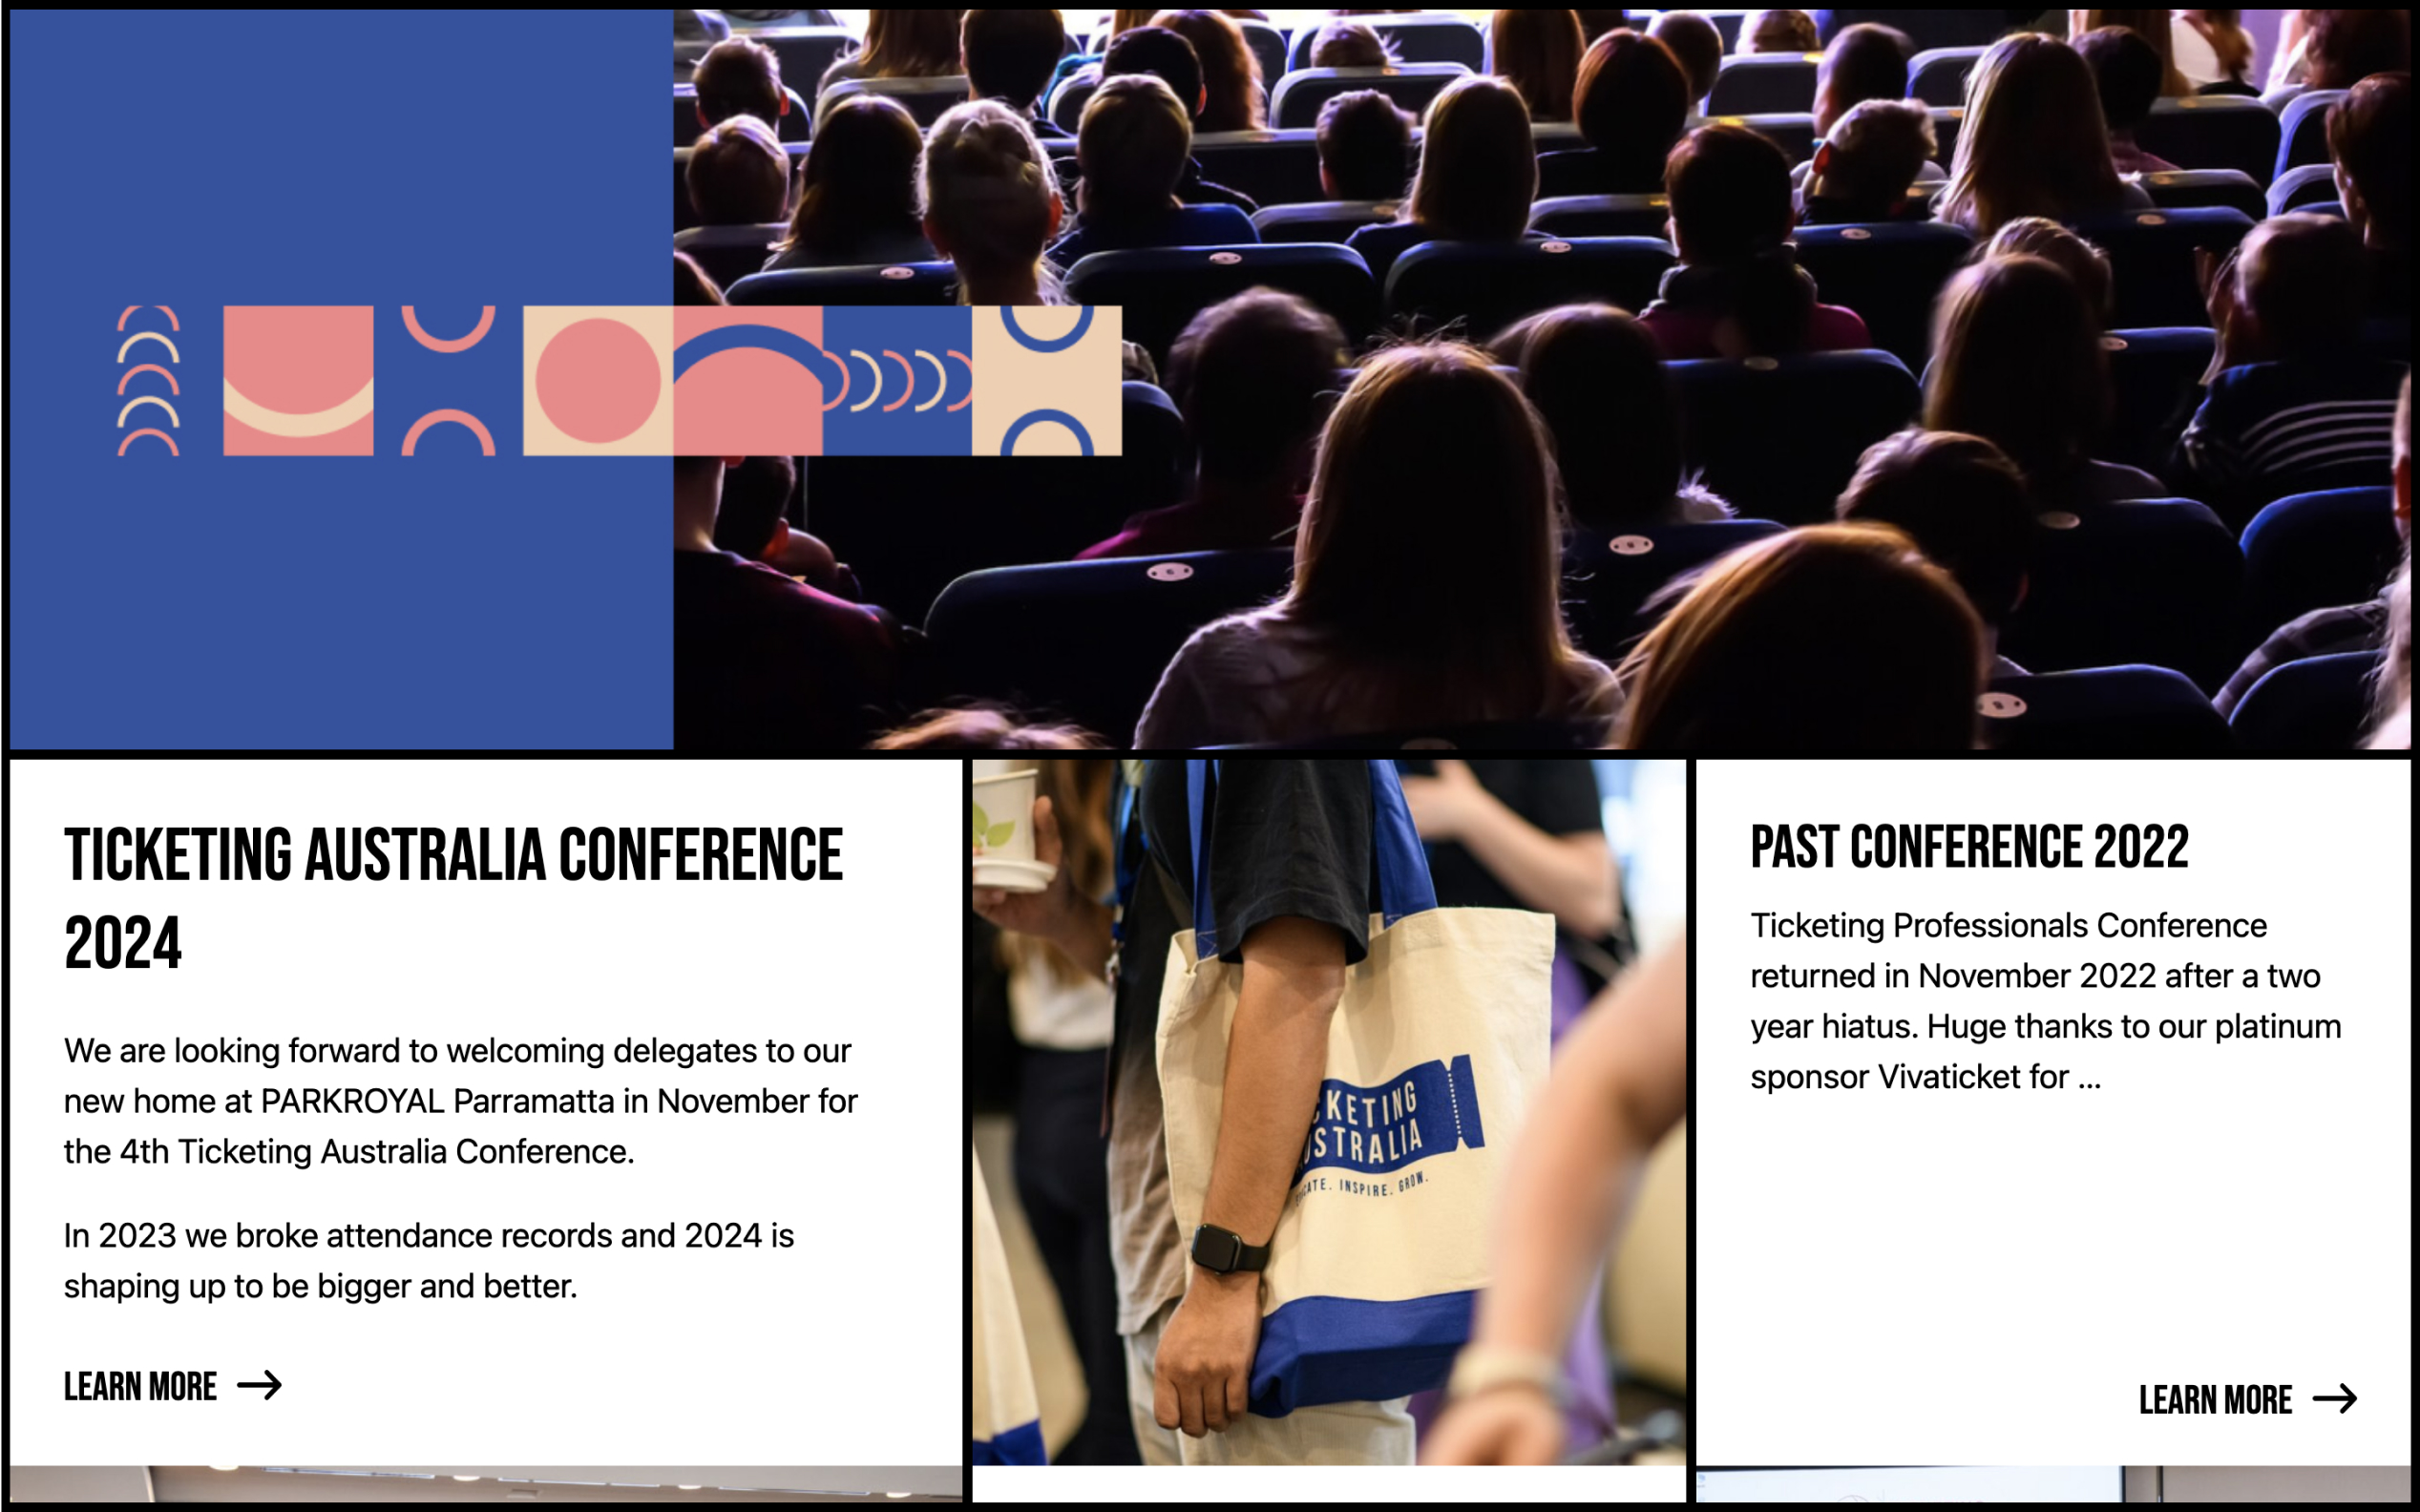 TICKETING AUSTRALIA CONFERENCE
2024
We are looking forward to welcoming delegates to our
new home at PARKROYAL Parramatta in November for
the 4th Ticketing Australia Conference.
In 2023 we broke attendance records and 2024 is
shaping up to be bigger and better.
LEARN MORE
KETING
USTRALIA
INSPIRE. GROW.
PAST CONFERENCE 2022
Ticketing Professionals Conference
returned in November 2022 after a two
year hiatus. Huge thanks to our platinum
sponsor Vivaticket for ...
LEARN MORE